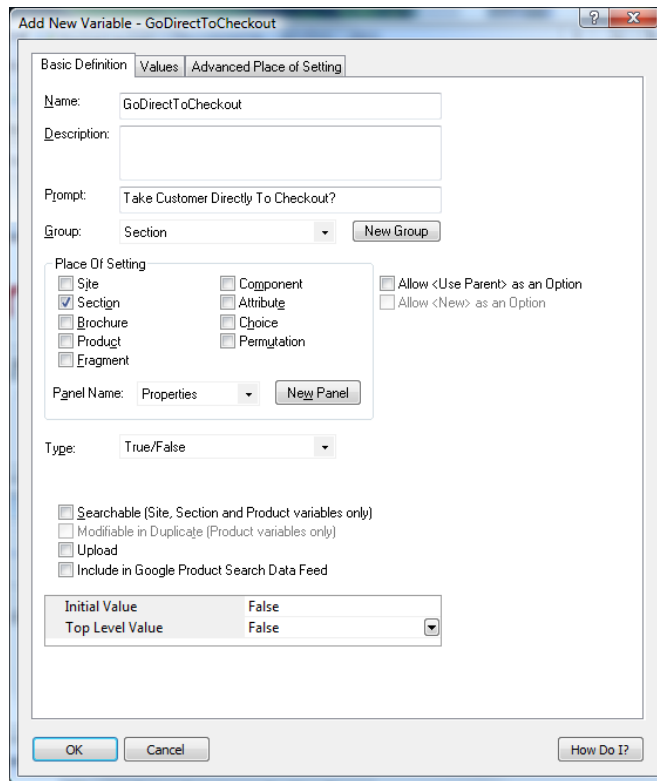 Add New Variable - GoDirectToCheckout
Basic Definition Values Advanced Place of Setting
Name: GoDirectToCheckout
Description:
Prompt: Take Customer Directly To Checkout?
Group: Section New Group
Place Of Setting
Site Component Allow <Use Parent> as an Option
Section Attribute Allow <New> as an Option
Brochure Choice
Product Permutation
Fragment
Panel Name: Properties New Panel
Type: True/False
Searchable (Site, Section and Product variables only)
Modifiable in Duplicate (Product variables only)
Upload
Include in Google Product Search Data Feed
Initial Value False
Top Level Value False
OK Cancel How Do I?